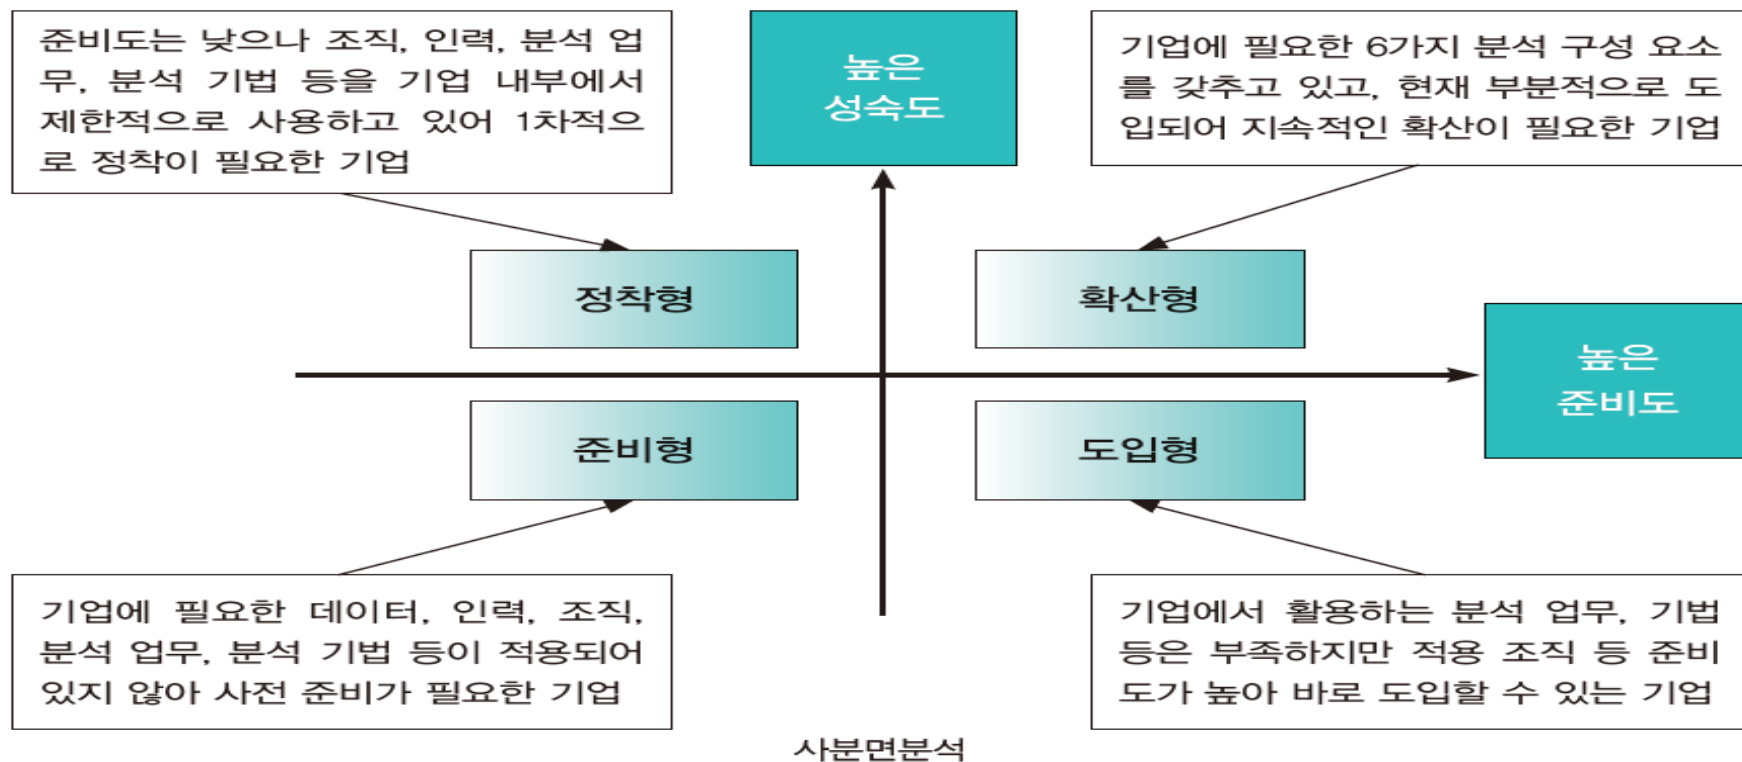 준비도는 낮으나 조직, 인력, 분석 업
무, 분석 기법 등을 기업 내부에서
제한적으로 사용하고 있어 1차적으
로 정착이 필요한 기업
높은
성숙도
기업에 필요한 6가지 분석 구성 요소
를 갖추고 있고, 현재 부분적으로 도
입되어 지속적인 확산이 필요한 기업
정착형
확산형
높은
준비도
준비형
도입형
기업에 필요한 데이터, 인력, 조직,
분석 업무, 분석 기법 등이 적용되어
있지 않아 사전 준비가 필요한 기업
기업에서 활용하는 분석 업무, 기법
등은 부족하지만 적용 조직 등 준비
도가 높아 바로 도입할 수 있는 기업
사분면분석